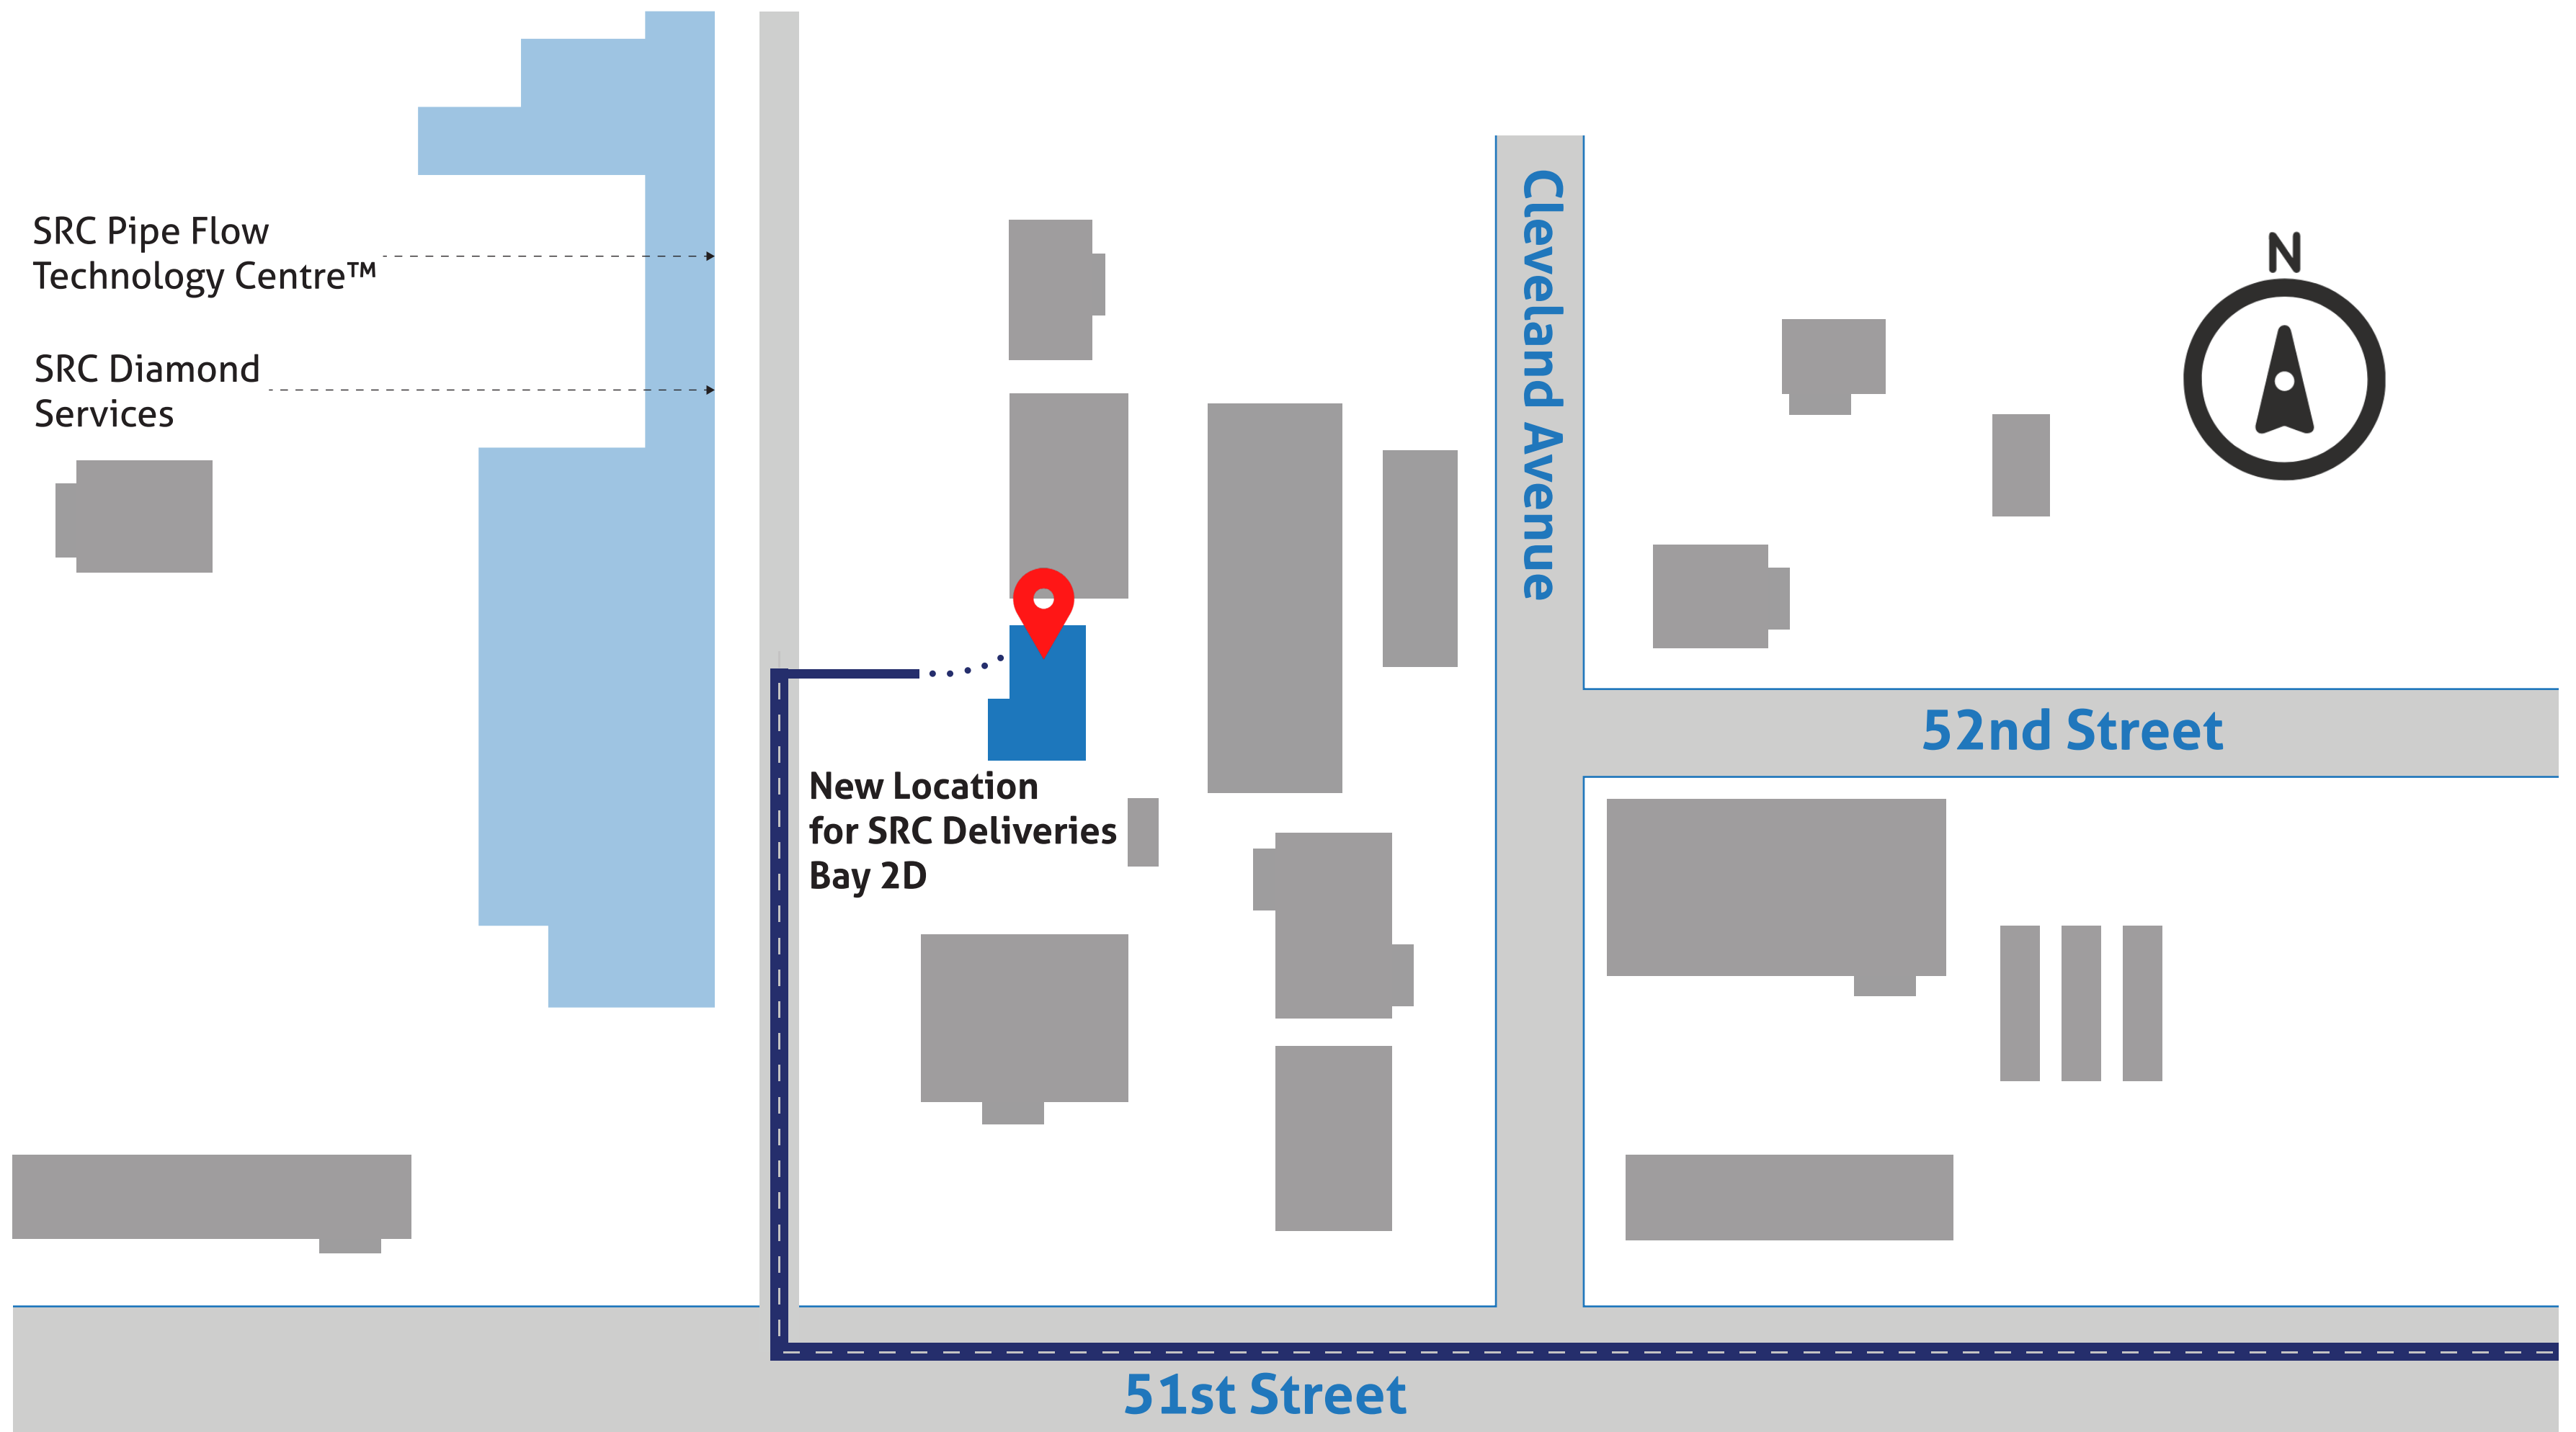 SRC Pipe Flow
Technology Centre™
SRC Diamond
Services
Cleveland Avenue
N
52nd Street
New Location
for SRC Deliveries
Bay 2D
51st Street